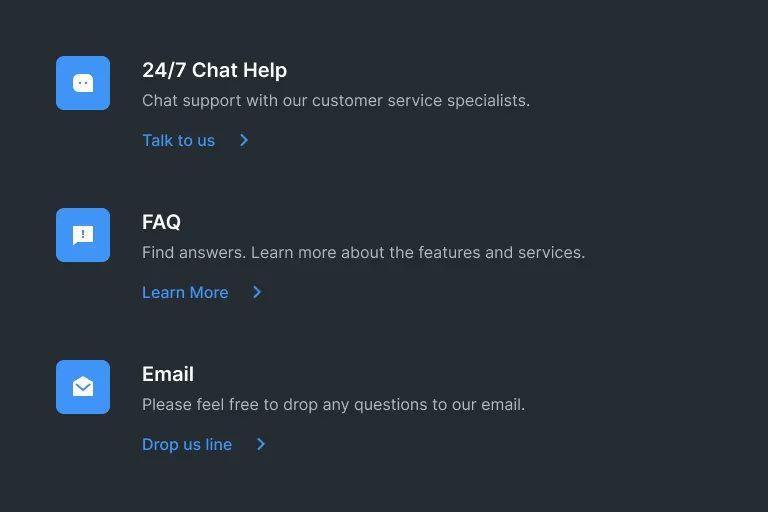 24/7 Chat Help
Chat support with our customer service specialists.
Talk to us
FAQ
Find answers. Learn more about the features and services.
Learn More
Email
Please feel free to drop any questions to our email.
Drop us line